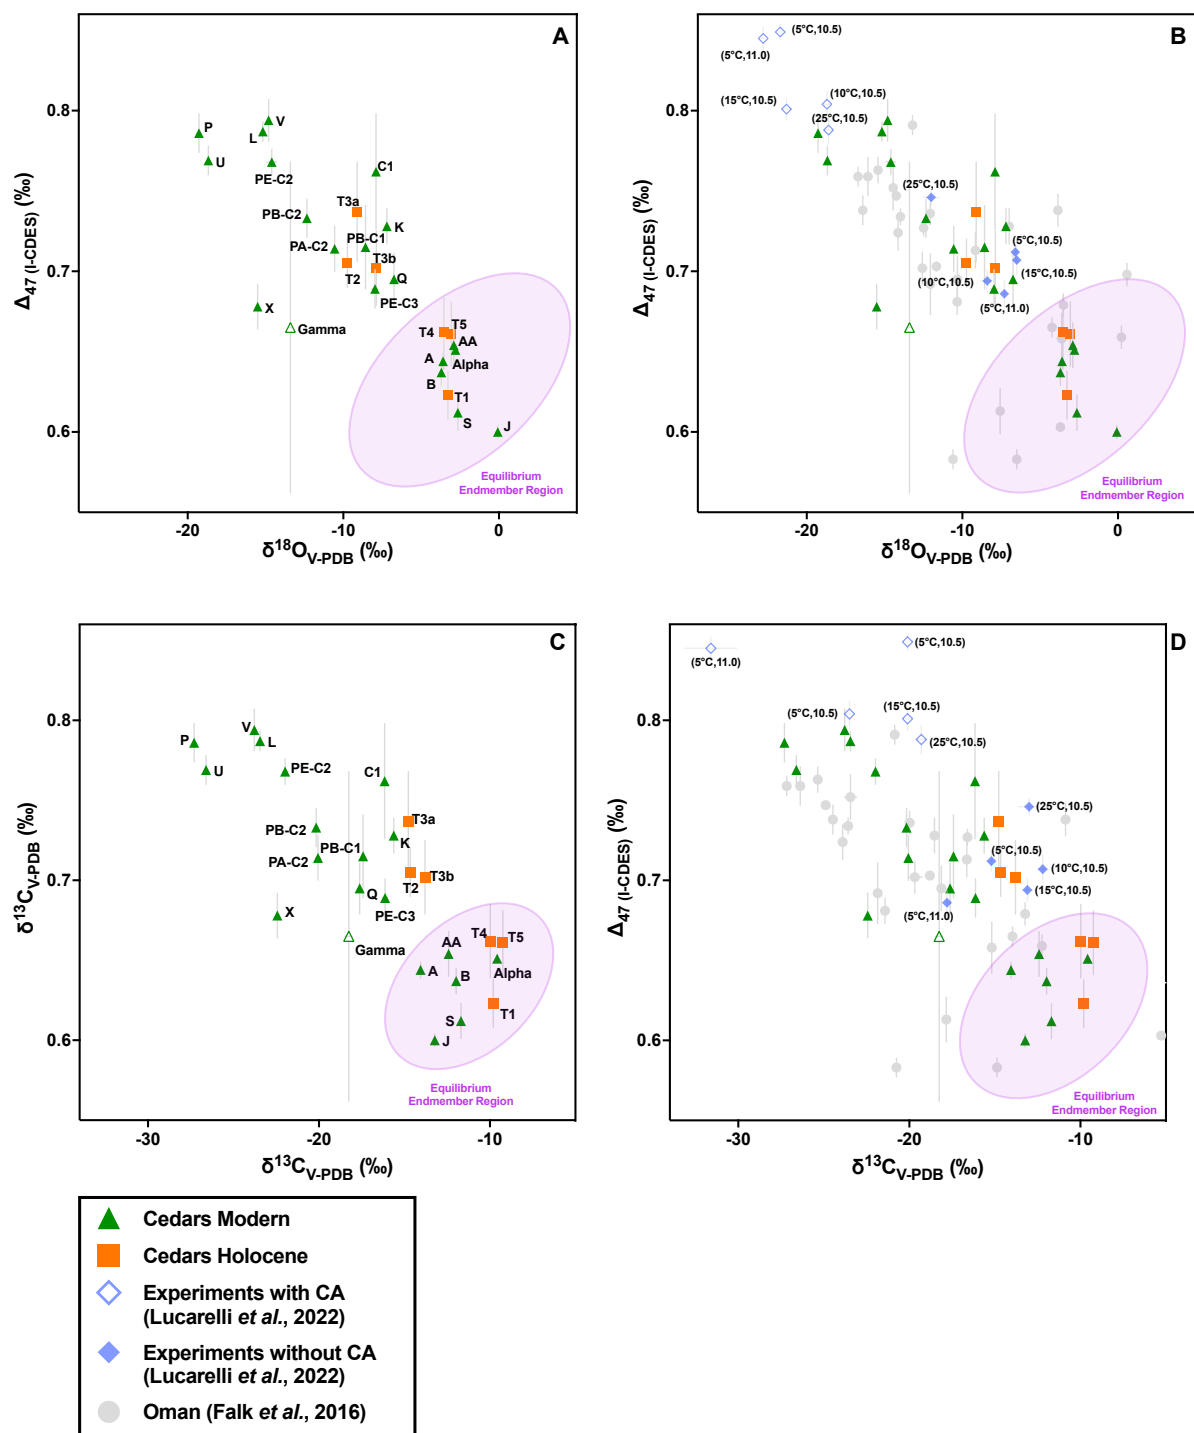 A
0.8
0.7
0.6
Δ47 (I-CDES) (‰)
P
U
L
V
PE-C2
C1
PB-C2
T3a
K
PA-C2
PB-C1
T2
T3b
Q
PE-C3
X
Gamma
T4
T5
AA
A
Alpha
B
T1
S
J
Equilibrium
Endmember Region
-20
-10
0
δ18OV-PDB (‰)
B
0.8
0.7
0.6
Δ47 (I-CDES) (‰)
(5°C,10.5)
(5°C,11.0)
(10°C,10.5)
(15°C,10.5)
(25°C,10.5)
(25°C,10.5)
(5°C,10.5)
(15°C,10.5)
(10°C,10.5)
(5°C,11.0)
Equilibrium
Endmember Region
-20
-10
0
δ18OV-PDB (‰)
C
0.8
0.7
0.6
δ13CV-PDB (‰)
P
V
L
U
PE-C2
C1
PB-C2
T3a
K
PB-C1
PA-C2
T2
T3b
Q
PE-C3
X
Gamma
T4
T5
AA
A
B
Alpha
T1
S
J
Equilibrium
Endmember Region
-30
-20
-10
δ13CV-PDB (‰)
D
0.8
0.7
0.6
Δ47 (I-CDES) (‰)
(5°C,10.5)
(5°C,11.0)
(5°C,10.5)
(15°C,10.5)
(25°C,10.5)
(25°C,10.5)
(5°C,10.5)
(10°C,10.5)
(15°C,10.5)
(5°C,11.0)
Equilibrium
Endmember Region
-30
-20
-10
δ13CV-PDB (‰)
Cedars Modern
Cedars Holocene
Experiments with CA
(Lucarelli et al., 2022)
Experiments without CA
(Lucarelli et al., 2022)
Oman (Falk et al., 2016)